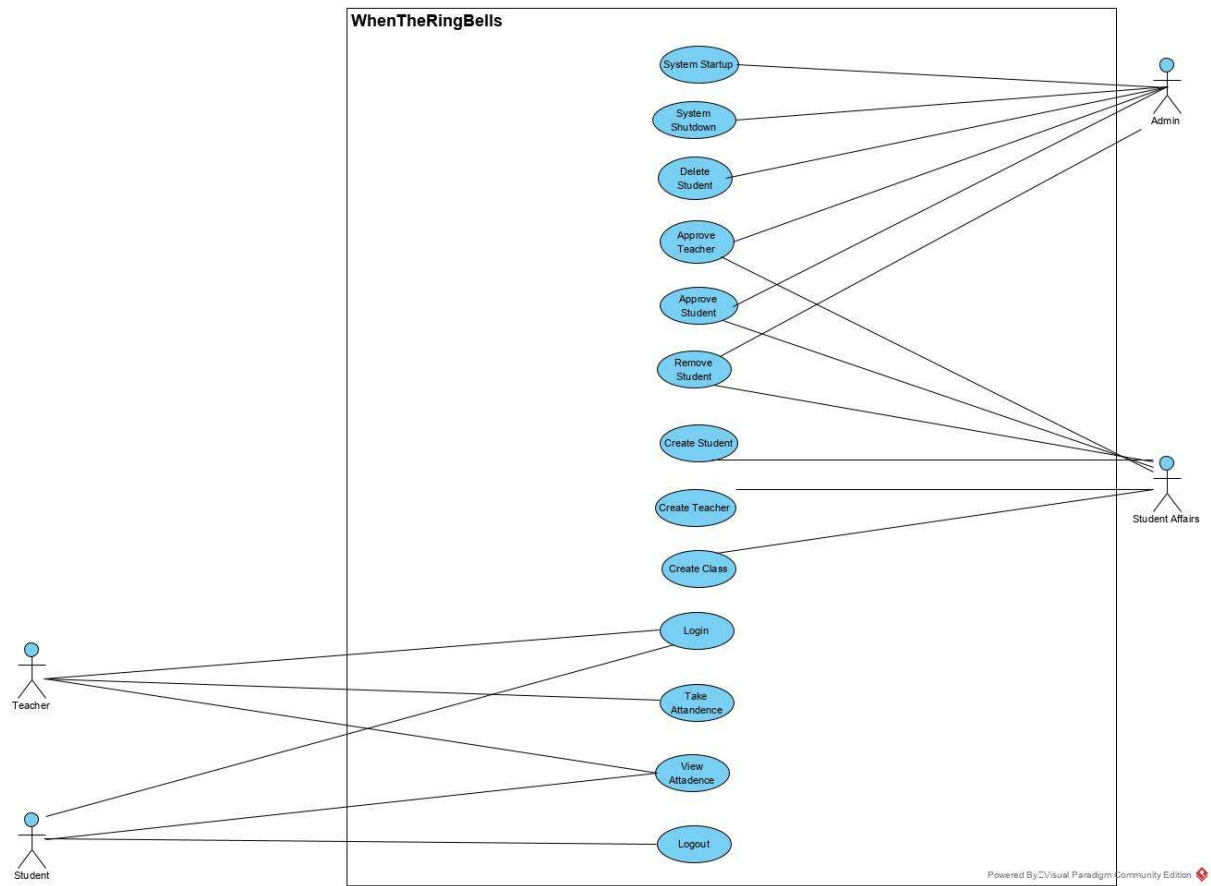 WhenTheRingBells
System Startup
System
Shutdown
Delete
Student
Approve
Teacher
Approve
Student
Remove
Student
Create Student
Create Teacher
Create Class
Login
Take
Attandence
View
Attadence
Logout
Admin
Student Affairs
Teacher
Student
Powered By Visual Paradigm Community Edition